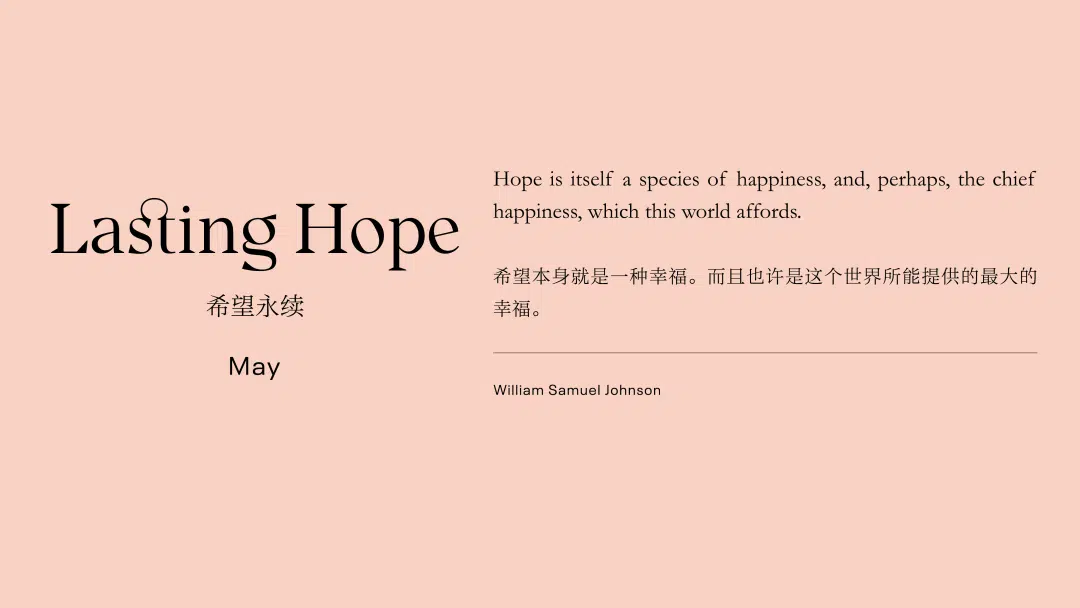 Lasting Hope
希望永续
May
Hope is itself a species of happiness, and, perhaps, the chief
happiness, which this world affords.
希望本身就是一种幸福。而且也许是这个世界所能提供的最大的
幸福。
William Samuel Johnson